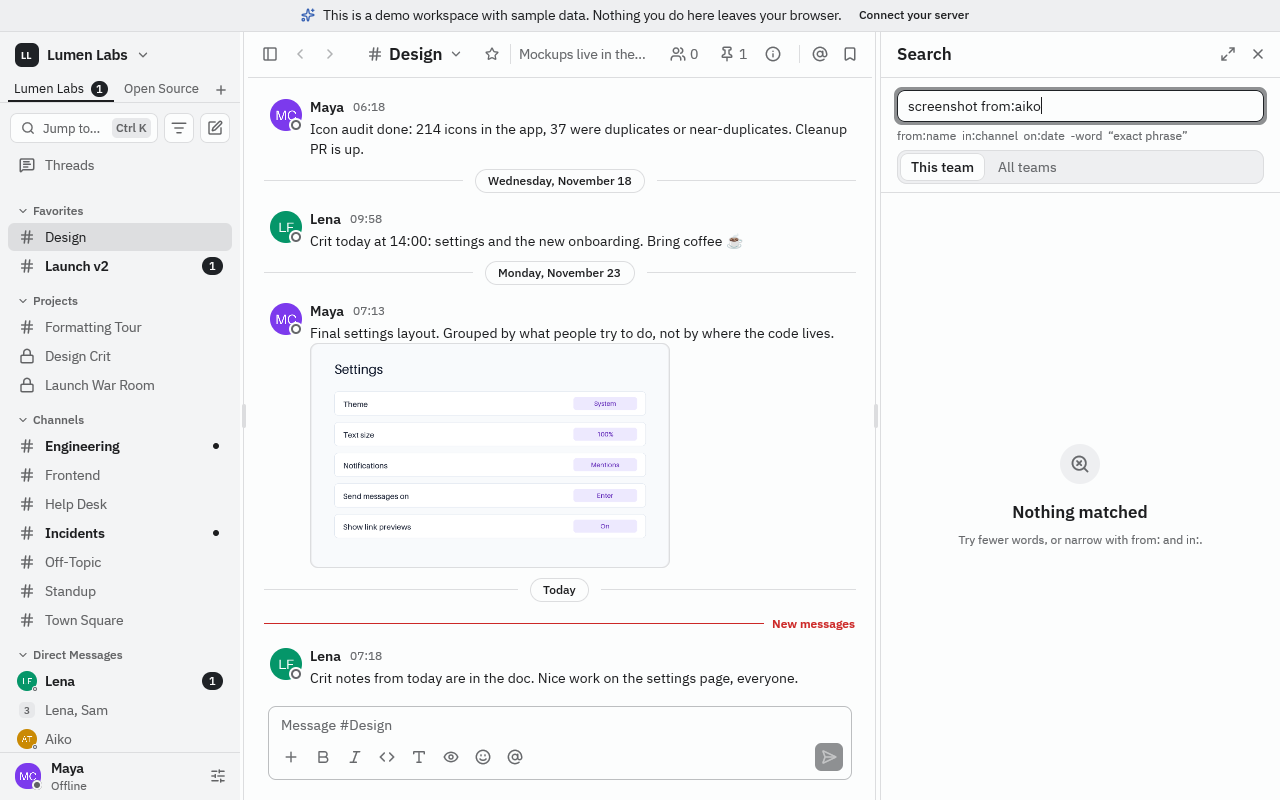 This is a demo workspace with sample data. Nothing you do here leaves your browser. Connect your server
LL Lumen Labs
Lumen Labs 1 Open Source
Jump to... Ctrl K
Threads
Favorites
# Design
# Launch v2 1
Projects
# Formatting Tour
Design Crit
Launch War Room
Channels
# Engineering
# Frontend
# Help Desk
# Incidents
# Off-Topic
# Standup
# Town Square
Direct Messages
LF Lena 1
3 Lena, Sam
AT Aiko
MC Maya
Offline
# Design Mockups live in the... 0 1
MC Maya 06:18
Icon audit done: 214 icons in the app, 37 were duplicates or near-duplicates. Cleanup
PR is up.
Wednesday, November 18
LF Lena 09:58
Crit today at 14:00: settings and the new onboarding. Bring coffee ☕
Monday, November 23
MC Maya 07:13
Final settings layout. Grouped by what people try to do, not by where the code lives.
Settings
Theme System
Text size 100%
Notifications Mentions
Send messages on Enter
Show link previews On
Today
New messages
LF Lena 07:18
Crit notes from today are in the doc. Nice work on the settings page, everyone.
Message #Design
Search
screenshot from:aiko
from:name in:channel on:date -word “exact phrase”
This team All teams
Nothing matched
Try fewer words, or narrow with from: and in:.